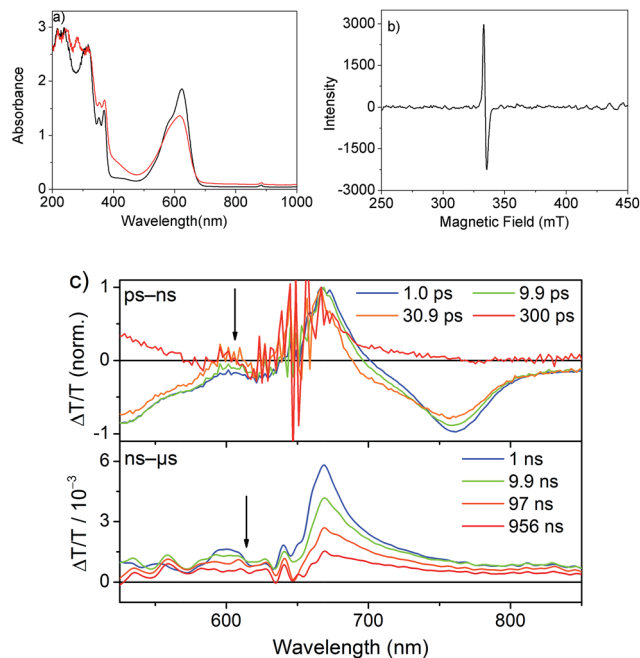 a)
3
2
1
0
200 400 600 800 1000
Absorbance
Wavelength(nm)
b)
3000
1500
0
-1500
-3000
250 300 350 400 450
Intensity
Magnetic Field (mT)
c)
ps–ns
1.0 ps 9.9 ps
30.9 ps 300 ps
1
0
-1
ΔT/T (norm.)
ns–μs
1 ns
9.9 ns
97 ns
956 ns
6
3
0
ΔT/T / 10⁻³
600 700 800
Wavelength (nm)